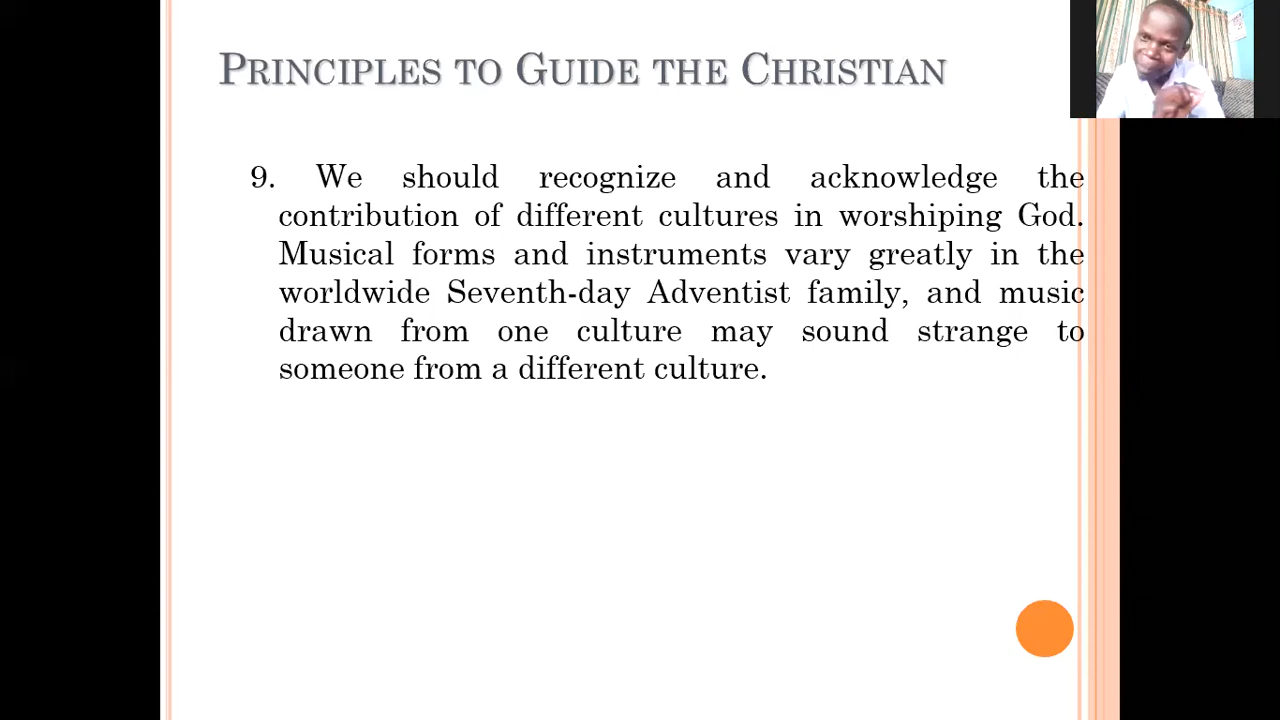 PRINCIPLES TO GUIDE THE CHRISTIAN
9. We should recognize and acknowledge the
contribution of different cultures in worshiping God.
Musical forms and instruments vary greatly in the
worldwide Seventh-day Adventist family, and music
drawn from one culture may sound strange to
someone from a different culture.